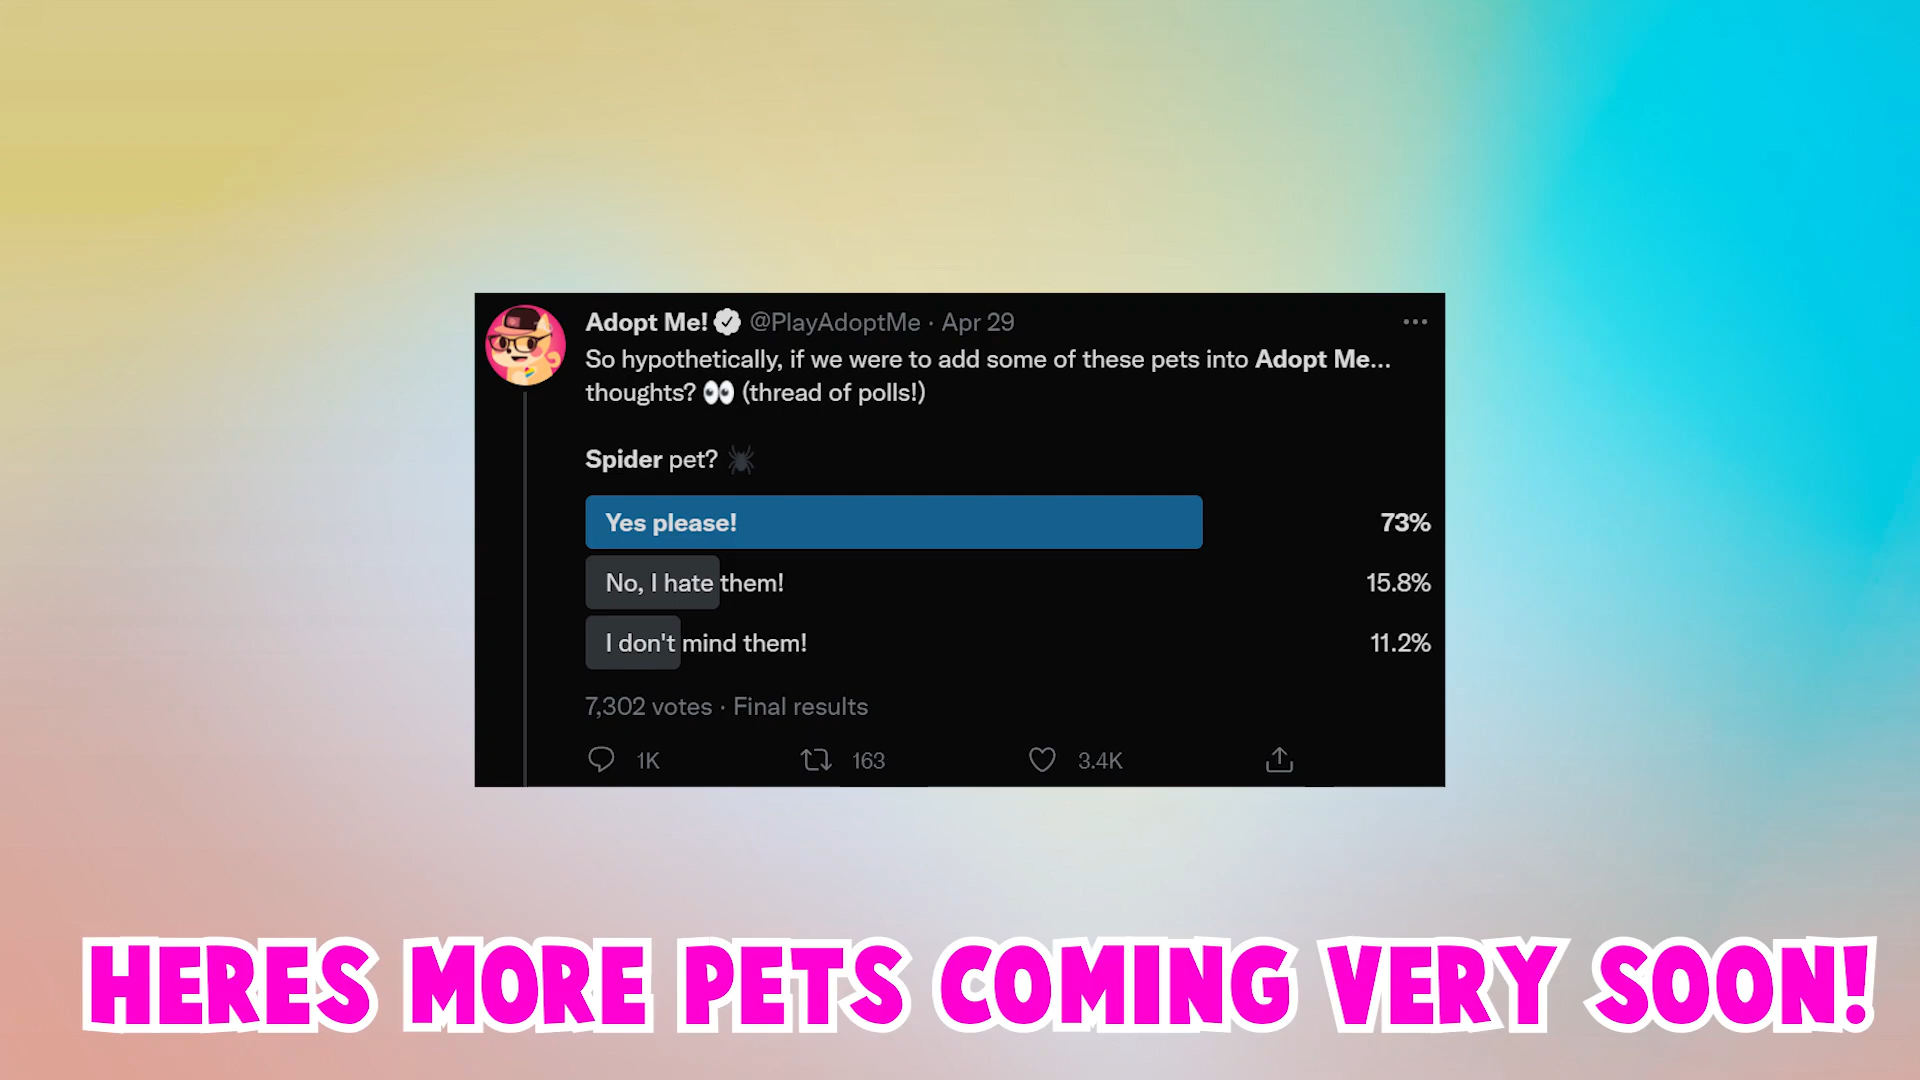 Adopt Me! @PlayAdoptMe · Apr 29
So hypothetically, if we were to add some of these pets into Adopt Me...
thoughts? 👀 (thread of polls!)
Spider pet? 🕷
Yes please! 73%
No, I hate them! 15.8%
I don't mind them! 11.2%
7,302 votes · Final results
1K 163 3.4K
HERES MORE PETS COMING VERY SOON!